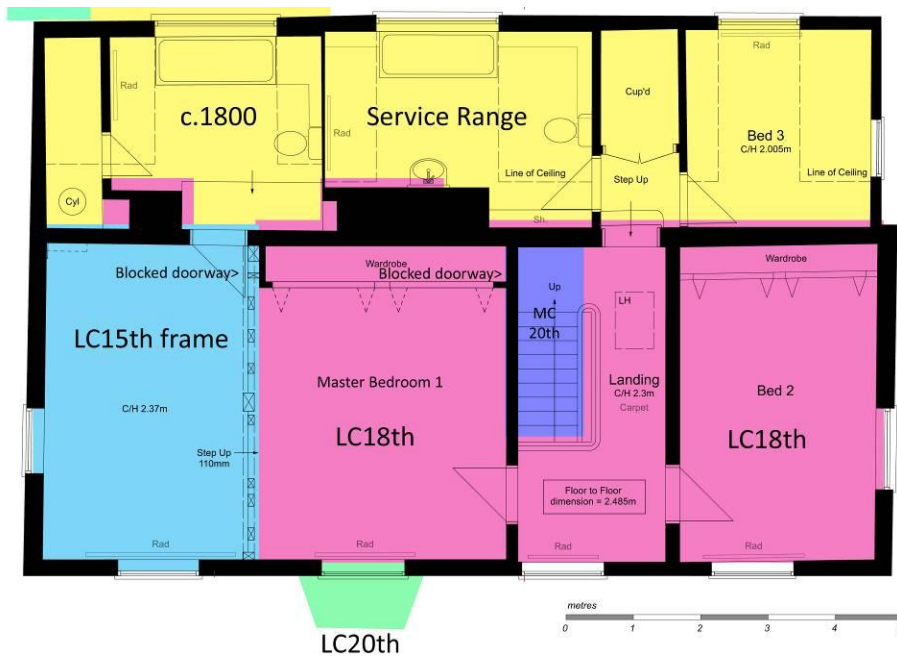 Rad
c.1800
Rad
Service Range
Cup'd
Rad
Bed 3
C/H 2.005m
Line of Ceiling
Line of Ceiling
Step Up
Cyl
Sh.
Blocked doorway>
Wardrobe
Blocked doorway>
Wardrobe
Up
LH
MC
20th
LC15th frame
Master Bedroom 1
Landing
C/H 2.3m
Carpet
Bed 2
C/H 2.37m
LC18th
LC18th
Step Up
110mm
Floor to Floor
dimension = 2.485m
Rad
Rad
Rad
Rad
LC20th
metres
0 1 2 3 4